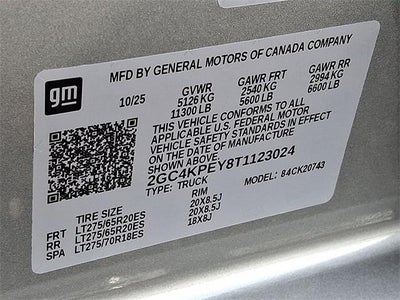 gm
MFD BY GENERAL MOTORS OF CANADA COMPANY
10/25 GVWR GAWR FRT GAWR RR
5126 KG 2540 KG 2994 KG
11300 LB 5600 LB 6600 LB
THIS VEHICLE CONFORMS TO ALL
APPLICABLE U.S. FEDERAL MOTOR
VEHICLE SAFETY STANDARDS IN EFFECT
ON THE DATE OF MANUFACTURE
SHOWN ABOVE.
2GC4KPEY8T1123024
TYPE: TRUCK MODEL: 84CK20743
TIRE SIZE RIM
FRT LT275/65R20ES 20X8.5J
RR LT275/65R20ES 20X8.5J
SPA LT275/70R18ES 18X8J